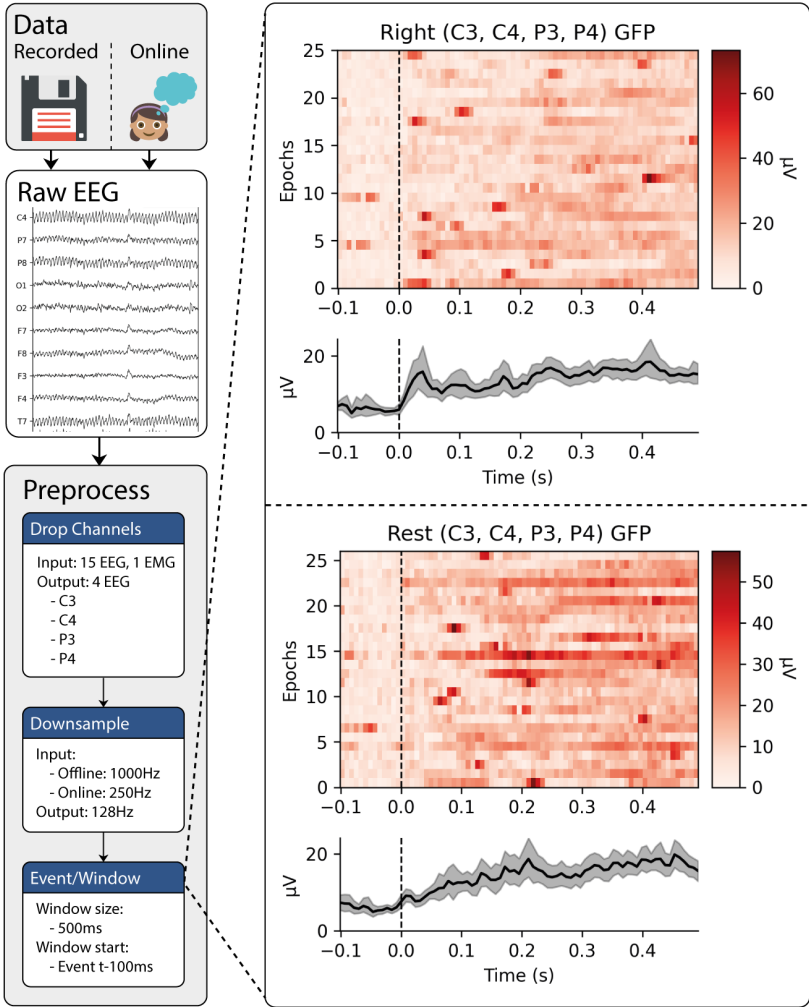 Data
Recorded
Online
Raw EEG
C4
P7
P8
O1
O2
F7
F8
F3
F4
T7
Preprocess
Drop Channels
Input: 15 EEG, 1 EMG
Output: 4 EEG
- C3
- C4
- P3
- P4
Downsample
Input:
- Offline: 1000Hz
- Online: 250Hz
Output: 128Hz
Event/Window
Window size:
- 500ms
Window start:
- Event t-100ms
Right (C3, C4, P3, P4) GFP
25
20
15
10
5
0
Epochs
−0.1 0.0 0.1 0.2 0.3 0.4
60
40
20
0
µV
20
0
µV
−0.1 0.0 0.1 0.2 0.3 0.4
Time (s)
Rest (C3, C4, P3, P4) GFP
25
20
15
10
5
0
Epochs
−0.1 0.0 0.1 0.2 0.3 0.4
50
40
30
20
10
0
µV
20
0
µV
−0.1 0.0 0.1 0.2 0.3 0.4
Time (s)